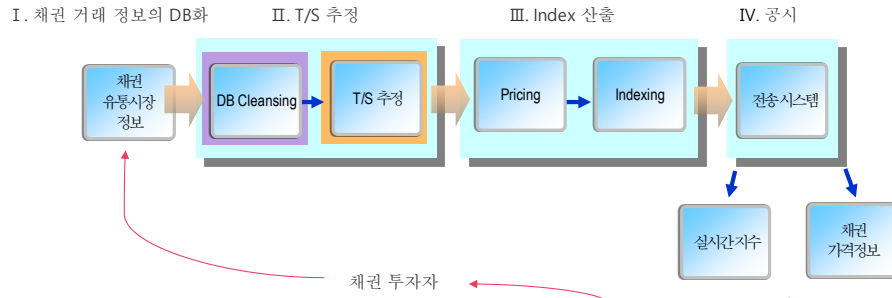 Ⅰ. 채권 거래 정보의 DB화
Ⅱ. T/S 추정
Ⅲ. Index 산출
Ⅳ. 공시
채권
유통시장
정보
DB Cleansing
T/S 추정
Pricing
Indexing
전송시스템
실시간지수
채권
가격정보
채권 투자자